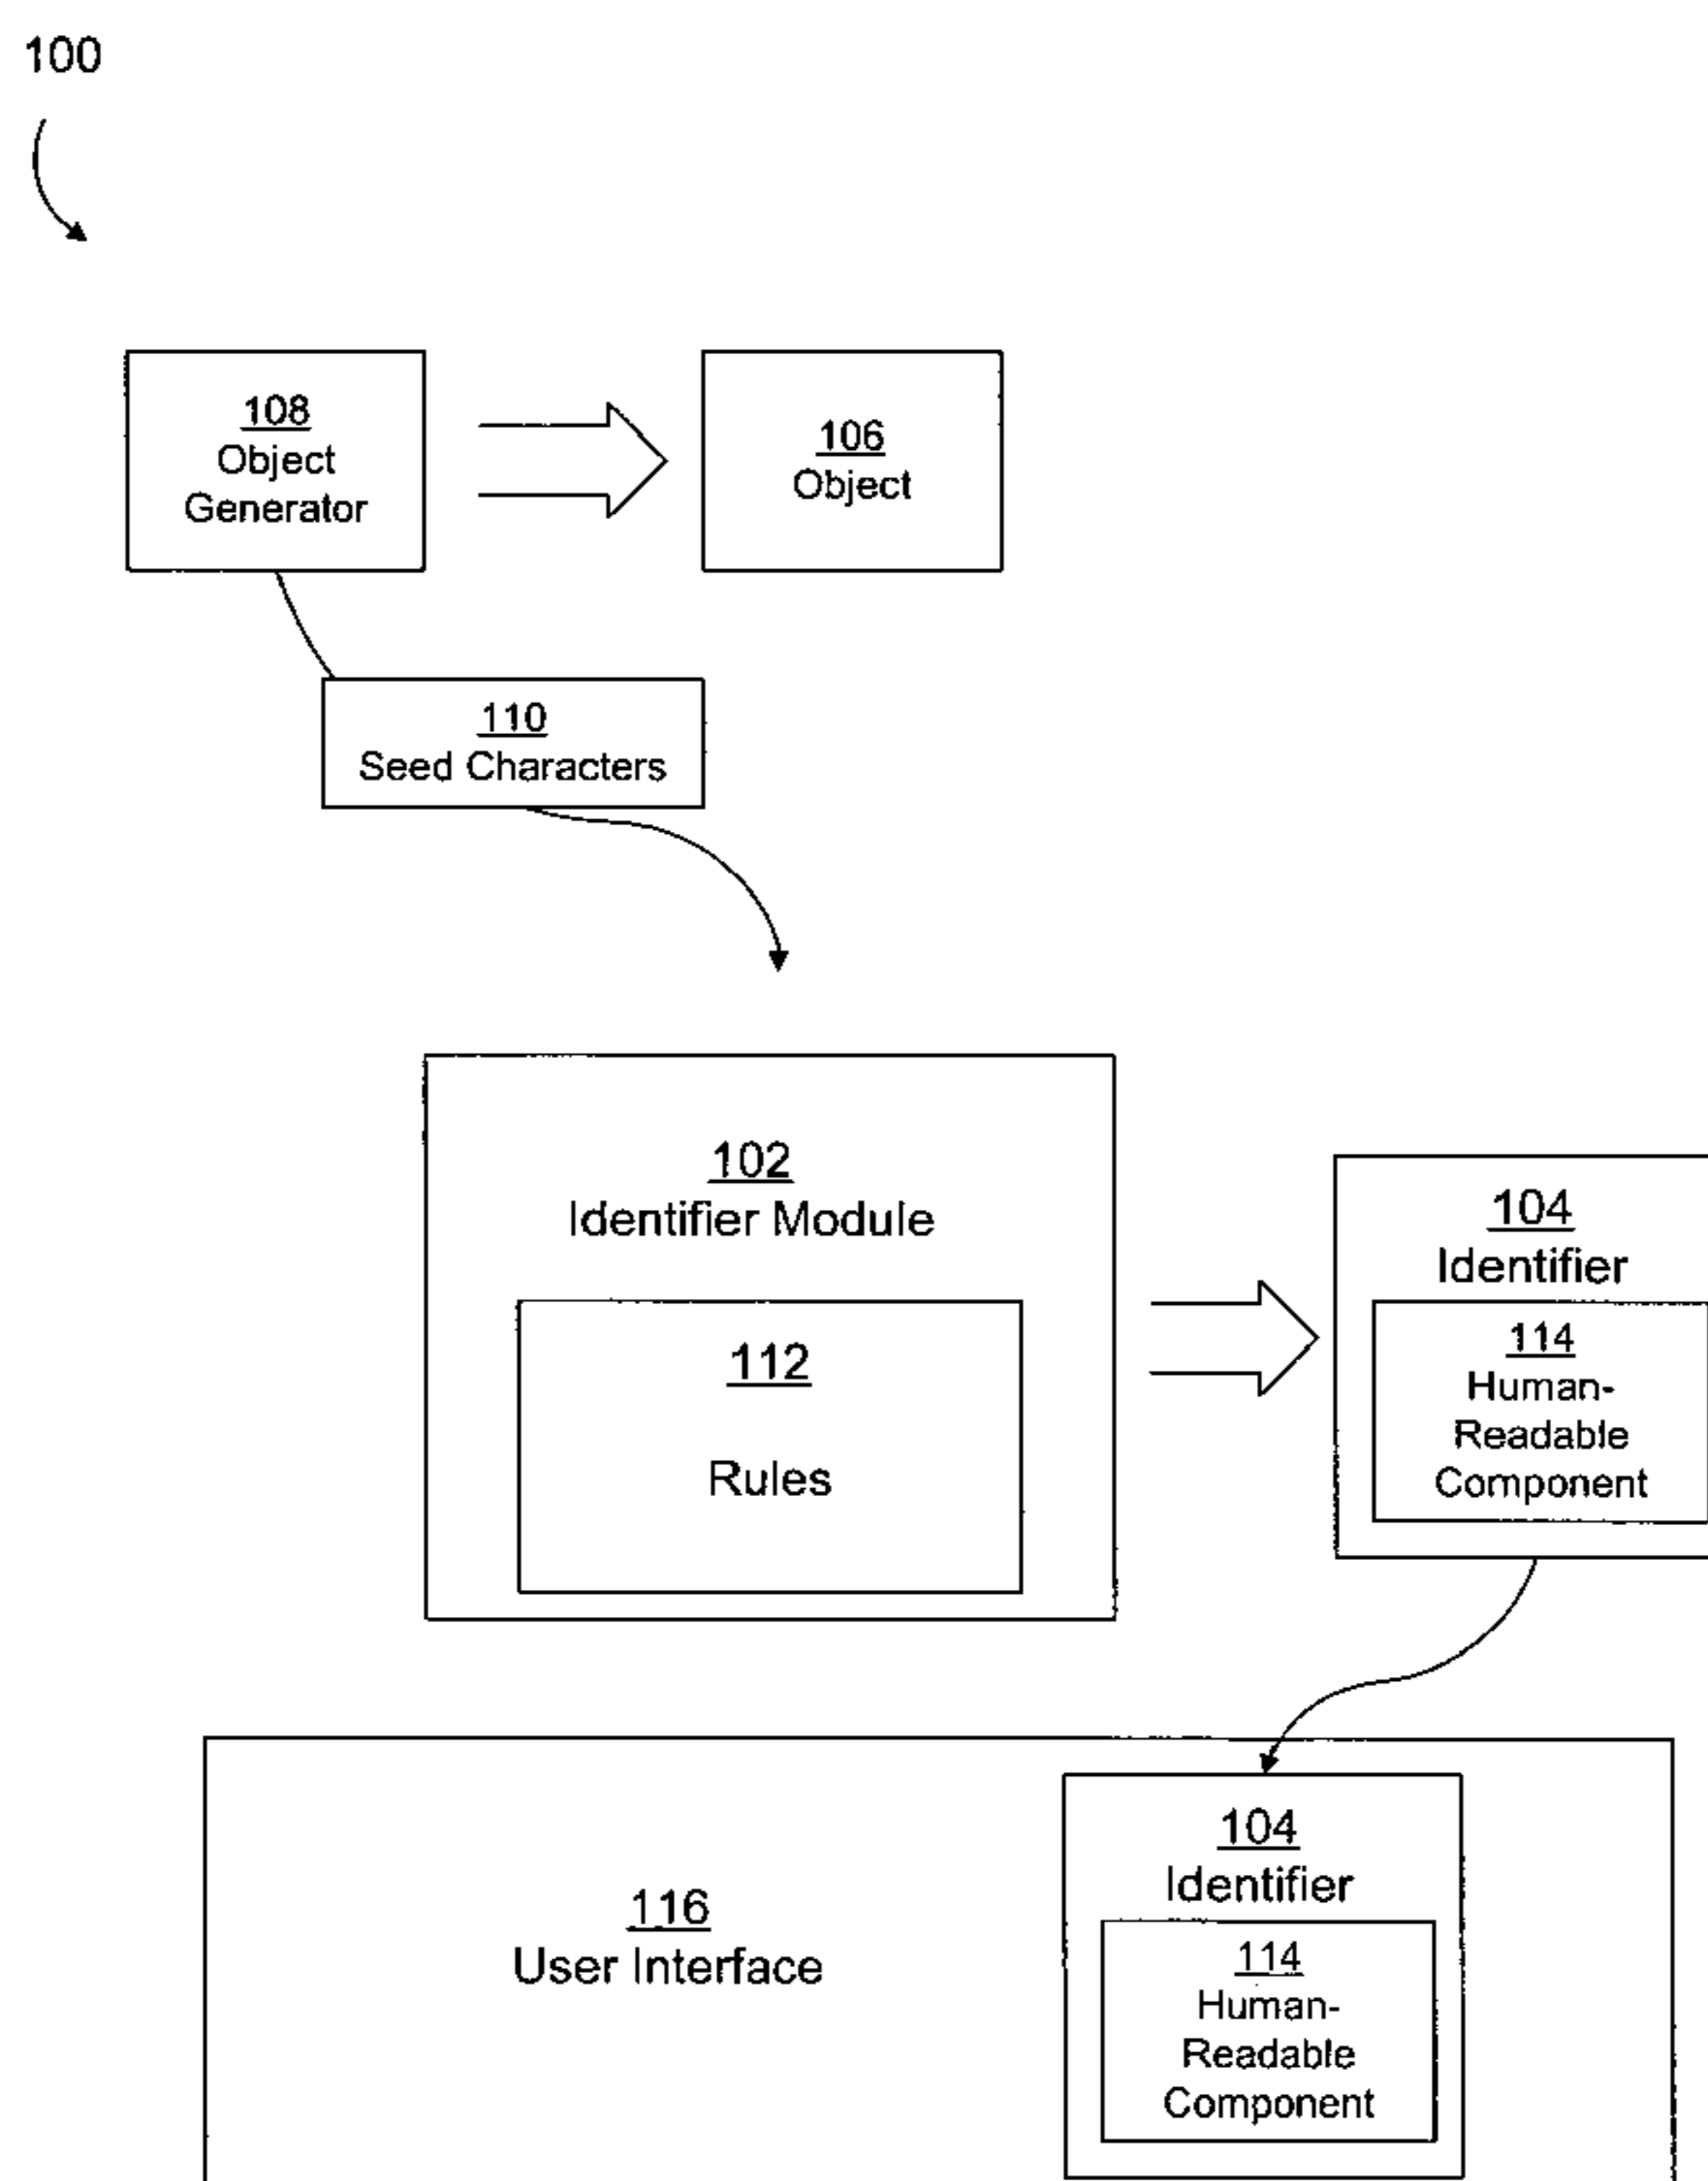 100
108
Object
Generator
106
Object
110
Seed Characters
102
Identifier Module
112
Rules
104
Identifier
114
Human-
Readable
Component
116
User Interface
104
Identifier
114
Human-
Readable
Component